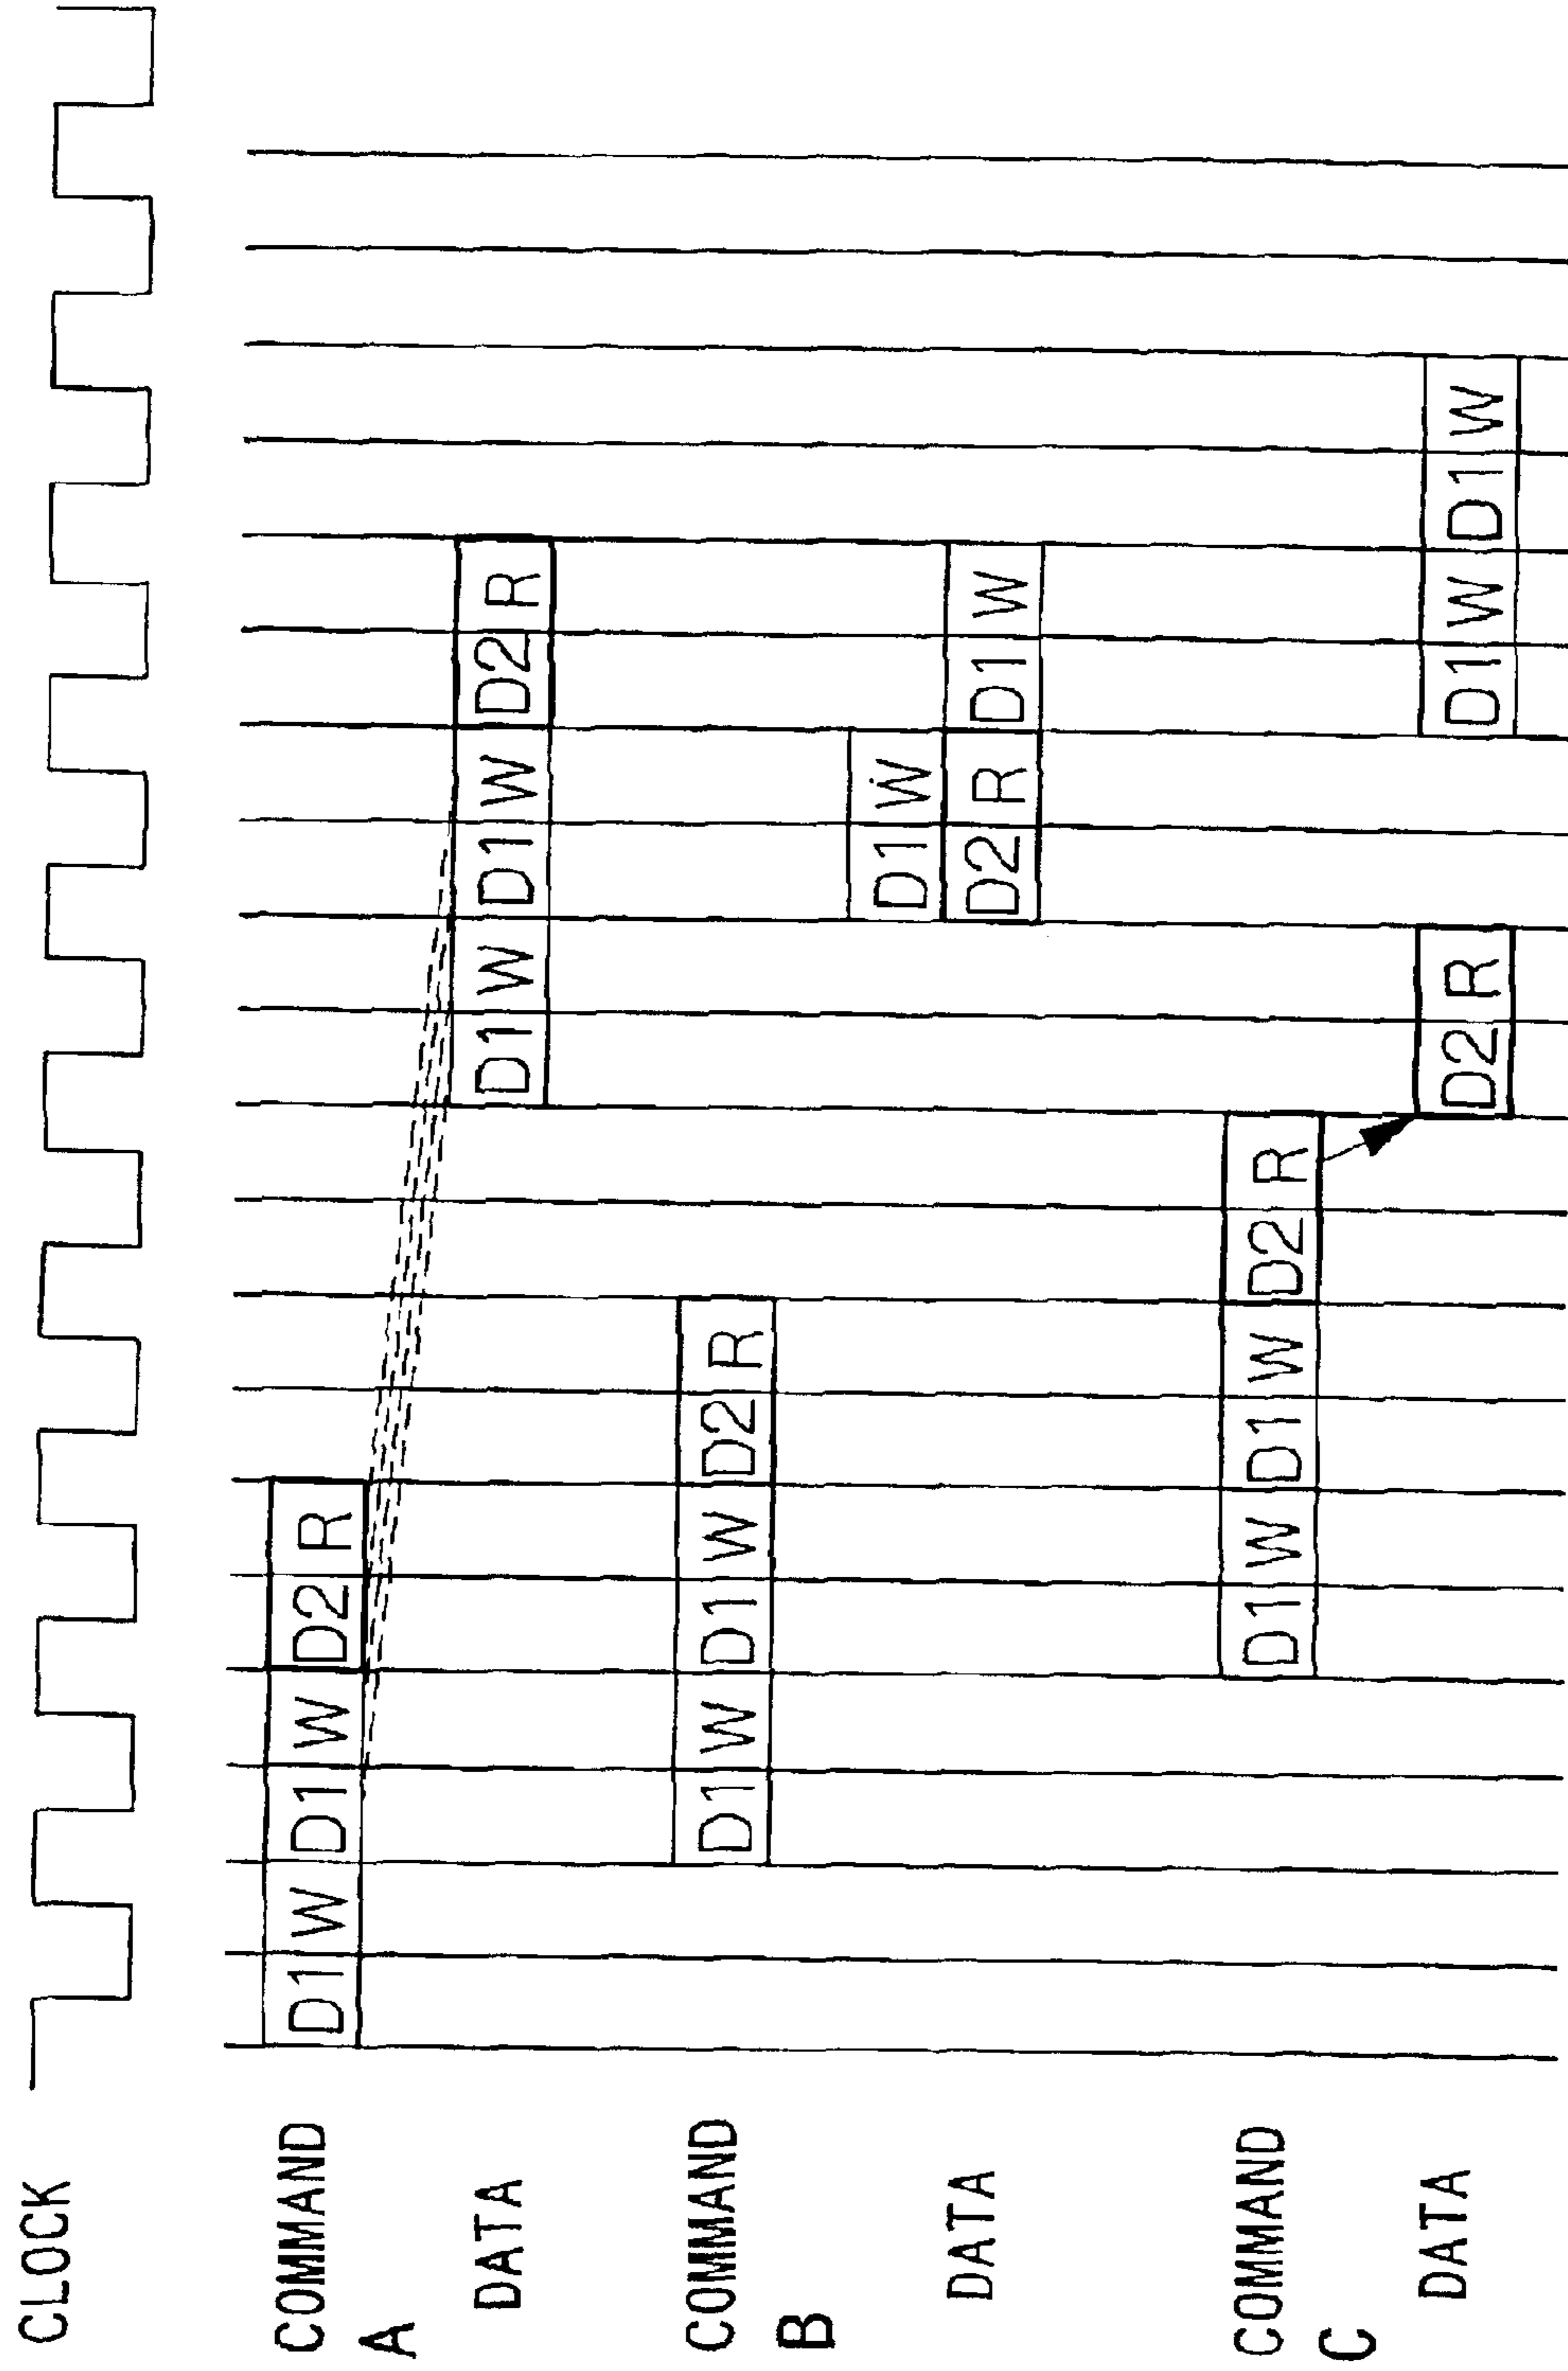 CLOCK
COMMAND D1 W D1 W D2 R
A
DATA D1 W D1 W D2 R
COMMAND D1 W D1 W D2 R
B
D1 W
DATA D2 R D1 W
COMMAND D1 W D1 W D2 R
C
DATA D2 R D1 W D1 W